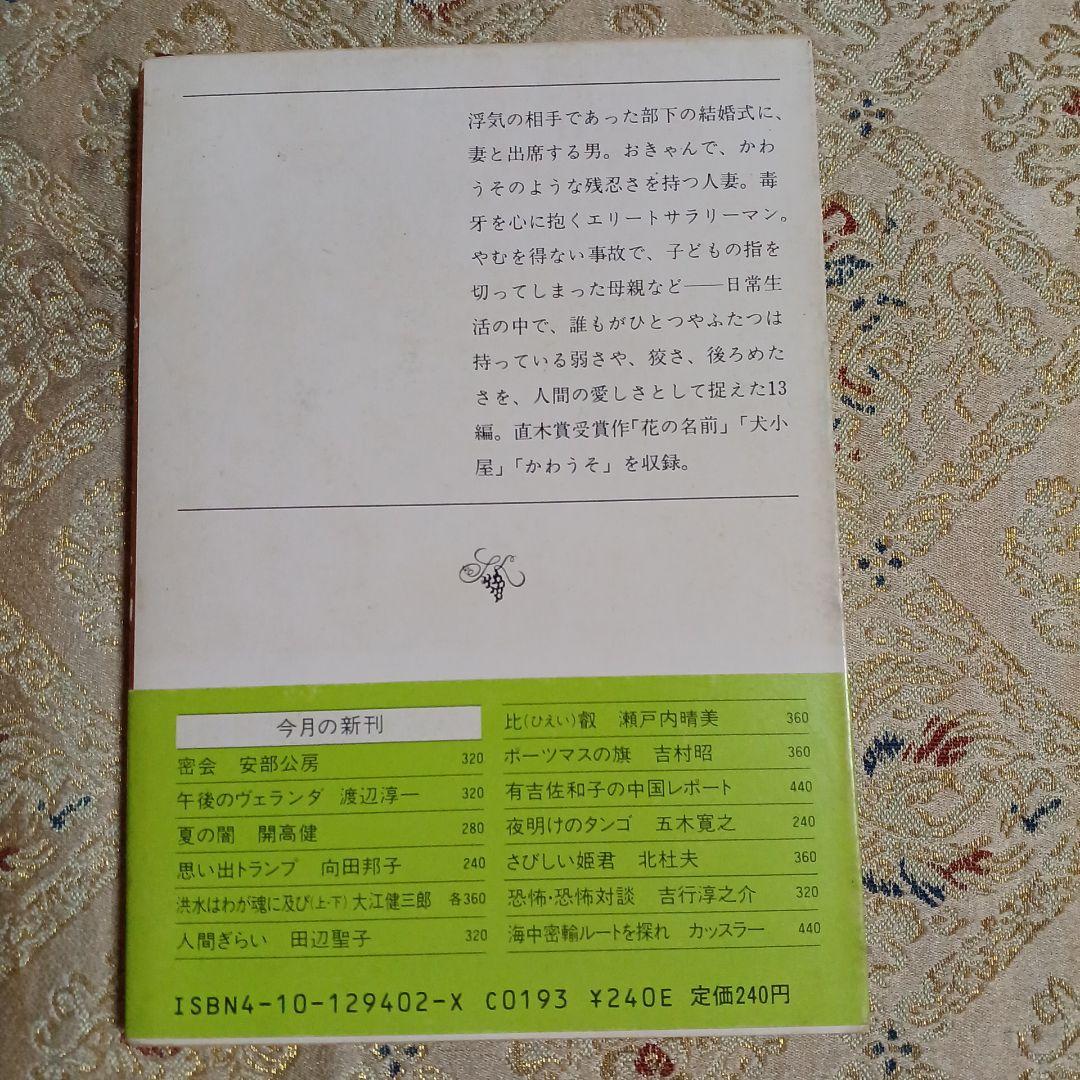 浮気の相手であった部下の結婚式に、
妻と出席する男。おきゃんで、かわ
うそのような残忍さを持つ人妻。毒
牙を心に抱くエリートサラリーマン。
やむを得ない事故で、子どもの指を
切ってしまった母親など――日常生
活の中で、誰もがひとつやふたつは
持っている弱さや、狡さ、後ろめた
さを、人間の愛しさとして捉えた13
編。直木賞受賞作「花の名前」「犬小
屋」「かわうそ」を収録。
今月の新刊
密会 安部公房 320
午後のヴェランダ 渡辺淳一 320
夏の闇 開高健 280
思い出トランプ 向田邦子 240
洪水はわが魂に及び(上・下) 大江健三郎 各360
人間ぎらい 田辺聖子 320
比(ひえい)叡 瀬戸内晴美 360
ポーツマスの旗 吉村昭 360
有吉佐和子の中国レポート 440
夜明けのタンゴ 五木寛之 240
さびしい姫君 北杜夫 360
恐怖・恐怖対談 吉行淳之介 320
海中密輸ルートを探れ カッスラー 440
ISBN4-10-129402-X C0193 ¥240E 定価240円